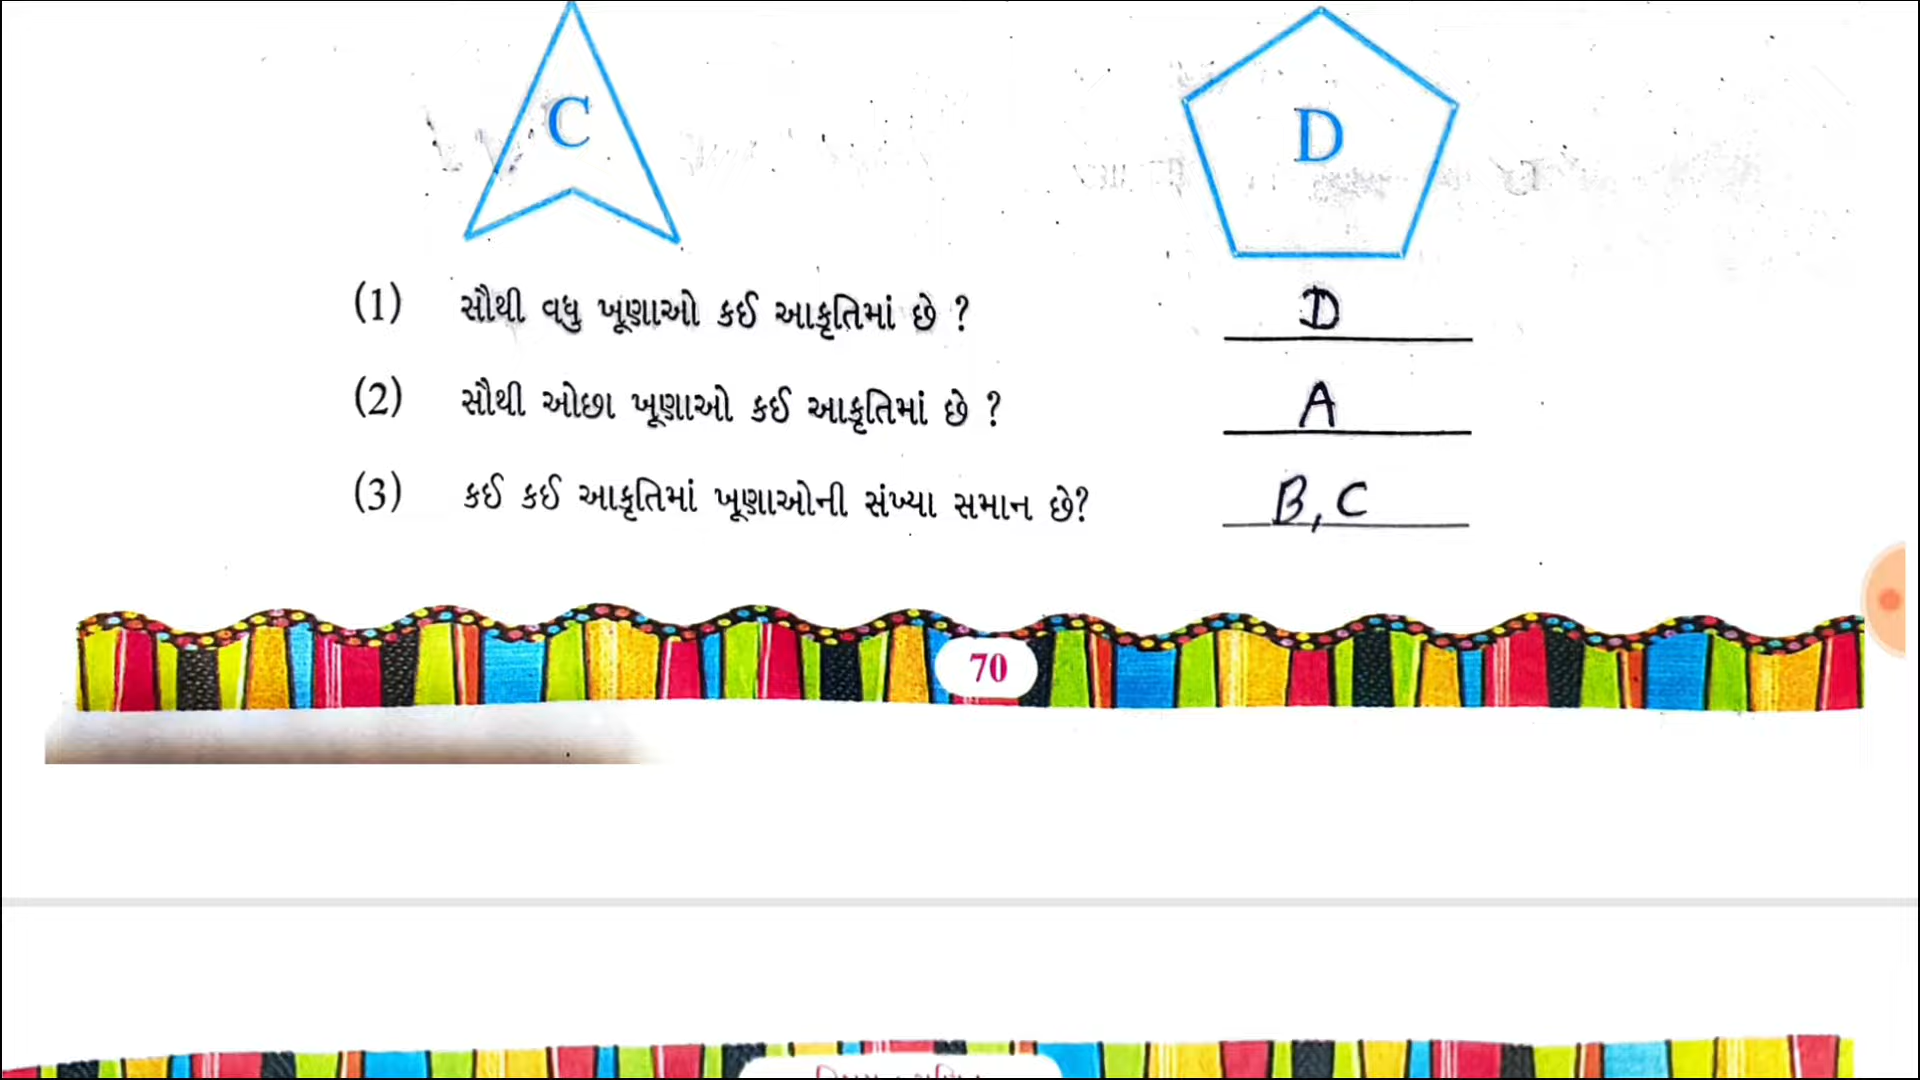 C
D
(1) સૌથી વધુ ખૂણાઓ કઈ આકૃતિમાં છે ? D
(2) સૌથી ઓછા ખૂણાઓ કઈ આકૃતિમાં છે ? A
(3) કઈ કઈ આકૃતિમાં ખૂણાઓની સંખ્યા સમાન છે? B, C
70